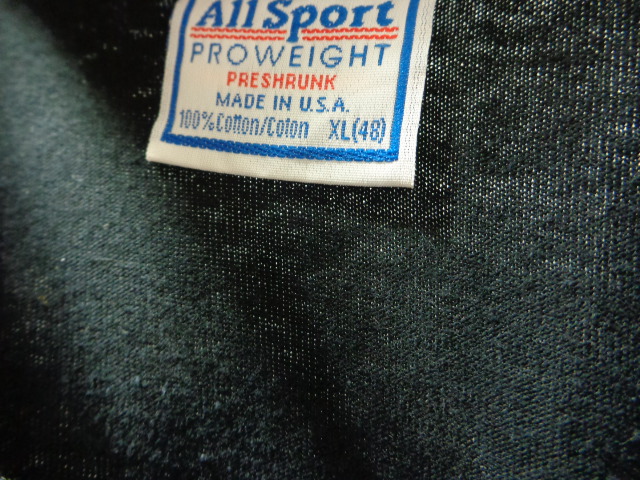 All Sport
PROWEIGHT
PRESHRUNK
MADE IN U.S.A.
100% Cotton/Coton XL(48)